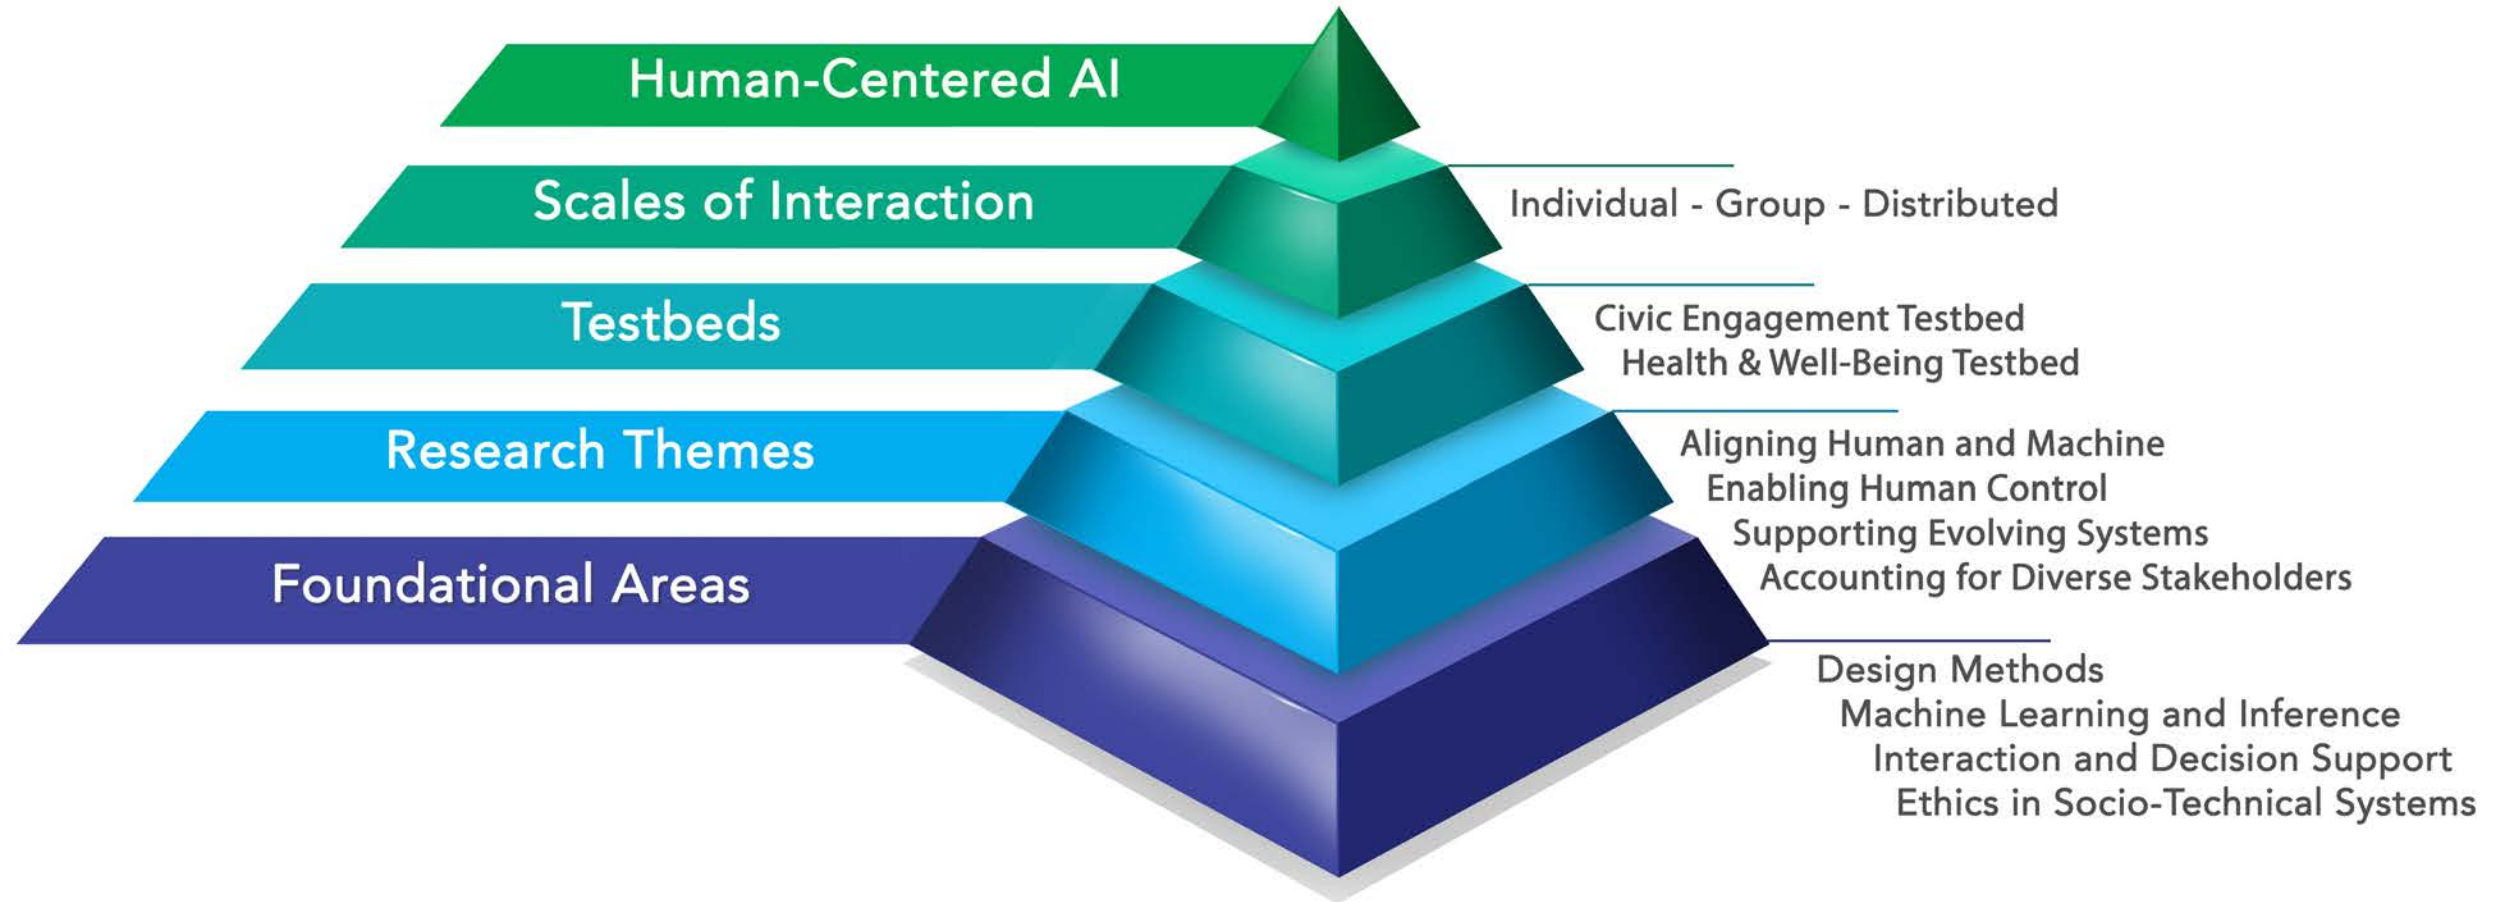 Human-Centered AI
Scales of Interaction
Individual - Group - Distributed
Testbeds
Civic Engagement Testbed
Health & Well-Being Testbed
Research Themes
Aligning Human and Machine
Enabling Human Control
Supporting Evolving Systems
Accounting for Diverse Stakeholders
Foundational Areas
Design Methods
Machine Learning and Inference
Interaction and Decision Support
Ethics in Socio-Technical Systems